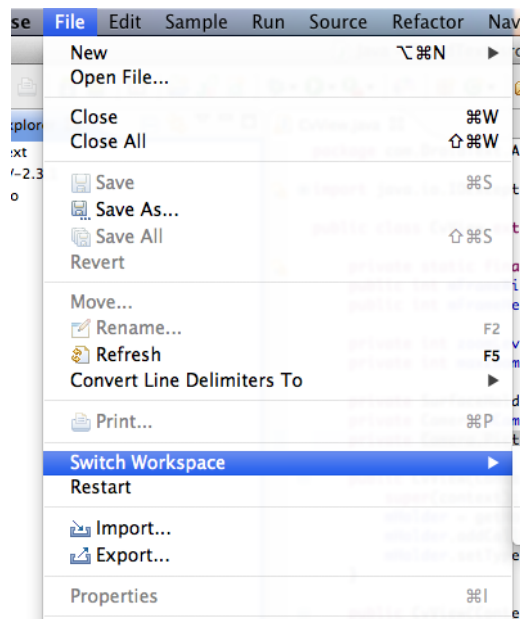 se File Edit Sample Run Source Refactor Nav
New ⌥⌘N ▶
Open File...
Close ⌘W
Close All ⇧⌘W
Save ⌘S
Save As...
Save All ⇧⌘S
Revert
Move...
Rename... F2
Refresh F5
Convert Line Delimiters To ▶
Print... ⌘P
Switch Workspace ▶
Restart
Import...
Export...
Properties ⌘I